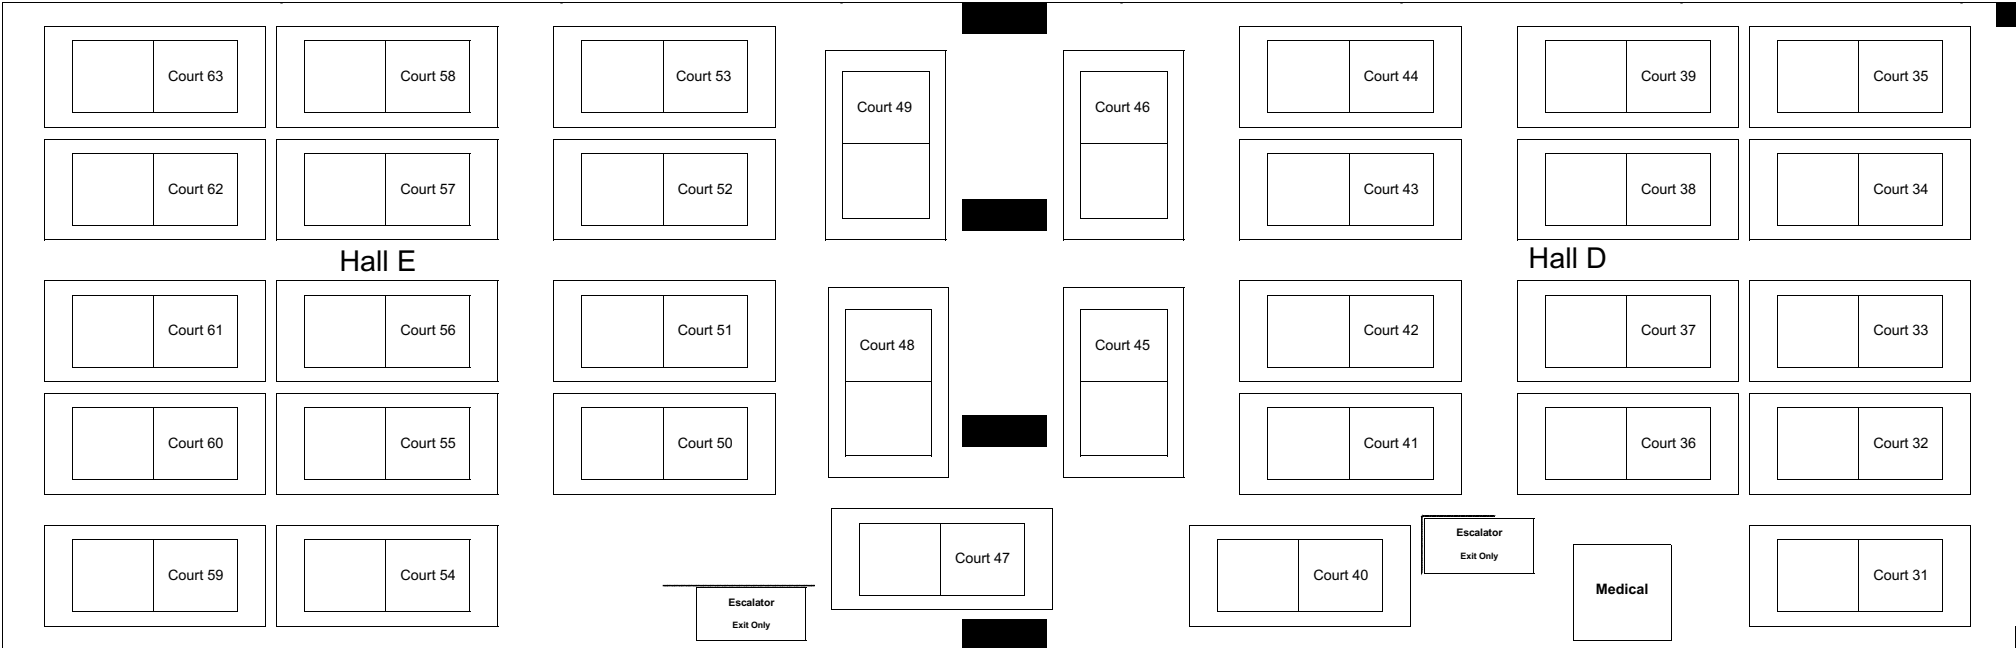 Court 63
Court 58
Court 53
Court 44
Court 39
Court 35
Court 49
Court 46
Court 62
Court 57
Court 52
Court 43
Court 38
Court 34
Hall E
Hall D
Court 61
Court 56
Court 51
Court 42
Court 37
Court 33
Court 48
Court 45
Court 60
Court 55
Court 50
Court 41
Court 36
Court 32
Escalator
Exit Only
Court 47
Court 59
Court 54
Court 40
Court 31
Medical
Escalator
Exit Only